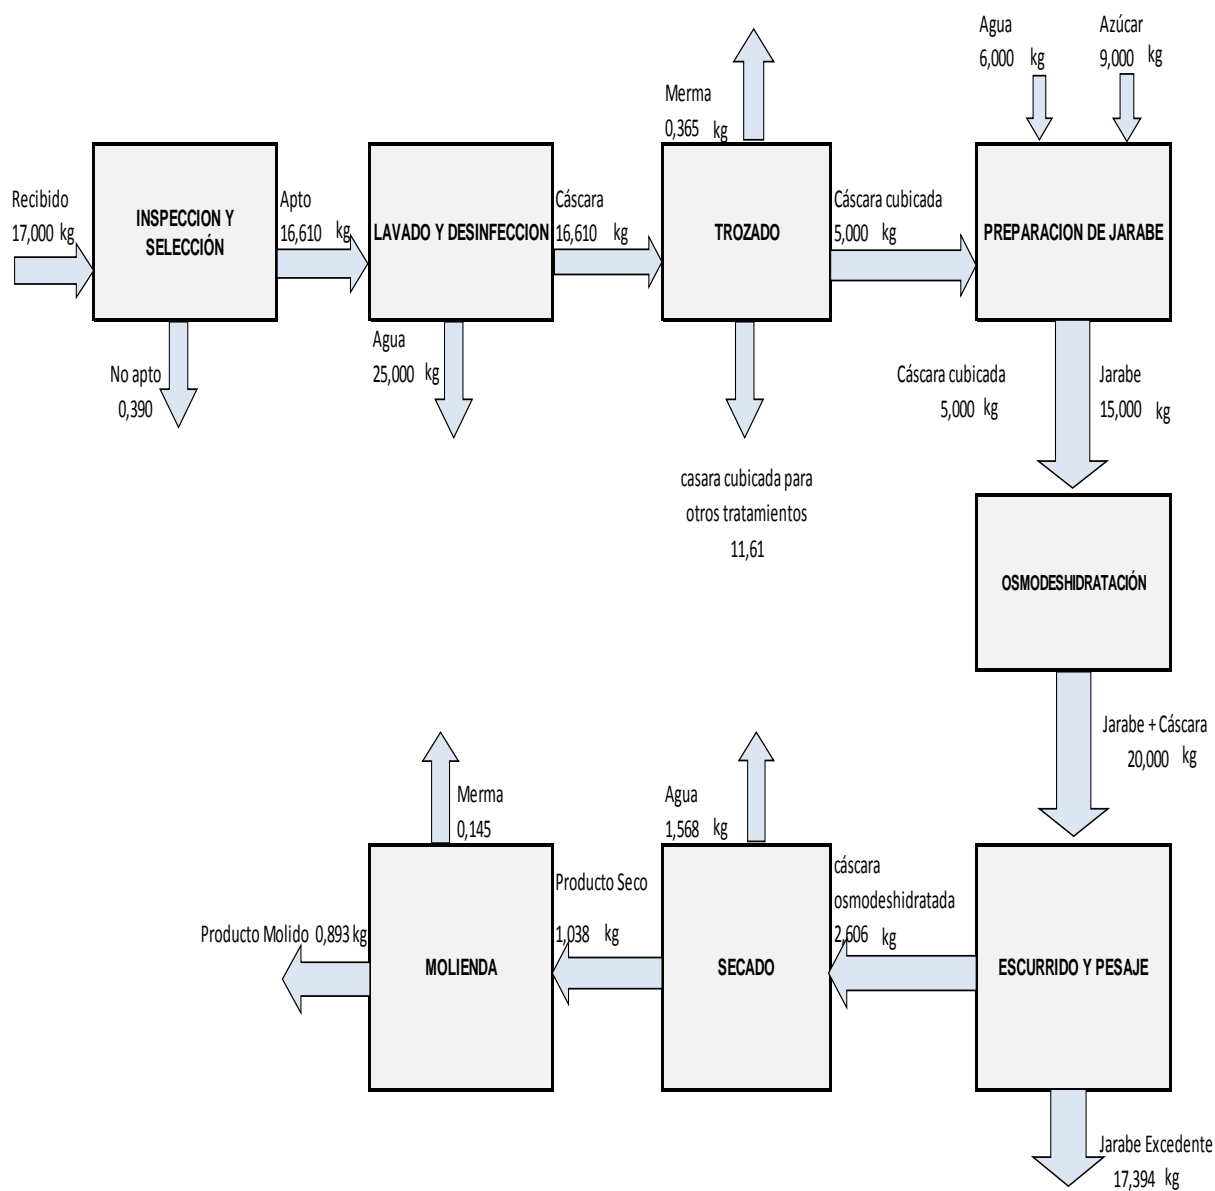 Agua
6,000 kg
Azúcar
9,000 kg
Merma
0,365 kg
Recibido
17,000 kg
INSPECCION Y
SELECCIÓN
Apto
16,610 kg
LAVADO Y DESINFECCION
Cáscara
16,610 kg
TROZADO
Cáscara cubicada
5,000 kg
PREPARACION DE JARABE
No apto
0,390
Agua
25,000 kg
casara cubicada para
otros tratamientos
11,61
Cáscara cubicada
5,000 kg
Jarabe
15,000 kg
OSMODESHIDRATACIÓN
Jarabe + Cáscara
20,000 kg
ESCURRIDO Y PESAJE
Jarabe Excedente
17,394 kg
cáscara
osmodeshidratada
2,606 kg
SECADO
Agua
1,568 kg
Producto Seco
1,038 kg
MOLIENDA
Merma
0,145
Producto Molido 0,893 kg